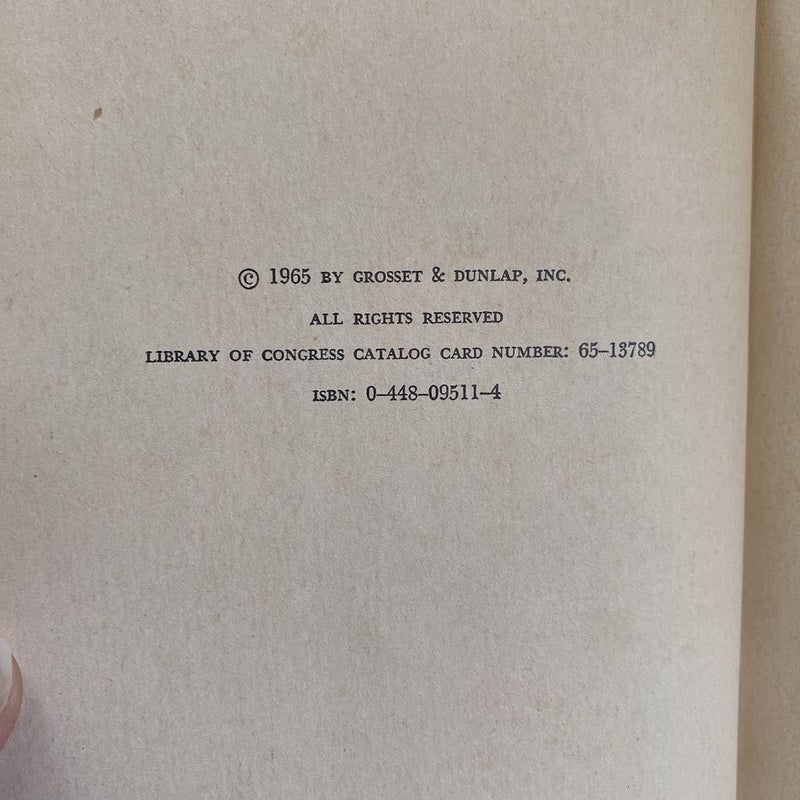 © 1965 BY GROSSET & DUNLAP, INC.
ALL RIGHTS RESERVED
LIBRARY OF CONGRESS CATALOG CARD NUMBER: 65–13789
ISBN: 0–448–09511–4